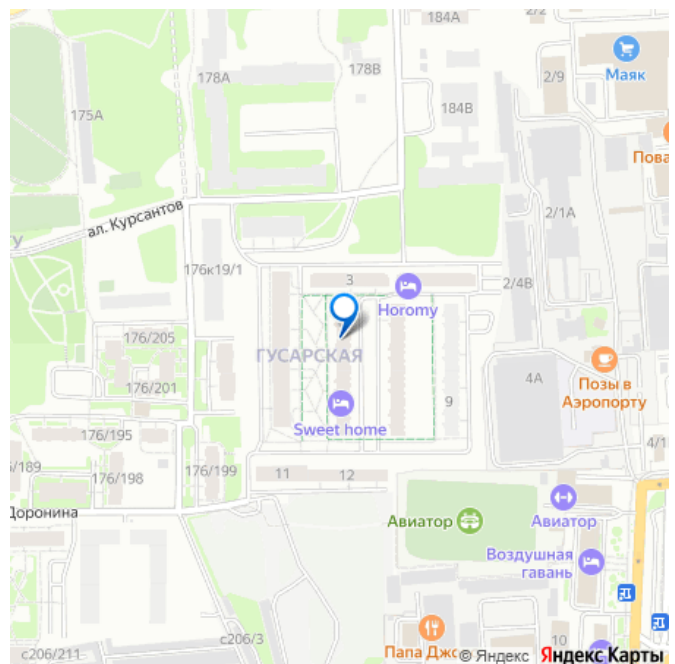 184А
2/2
178А
178В
Маяк
2/9
175А
184В
Пова
2/1А
ал. Курсантов
У
176к19/1
3
2/4В
Horomy
176/205
ГУСАРСКАЯ
Позы в
Аэропорту
4А
176/201
9
Sweet home
176/195
4/1
/189
176/198
176/199
11
12
Доронина
Авиатор
Авиатор
Воздушная
гавань
с206/3
с206/211
Папа Джо
10
© Яндекс
Яндекс Карты